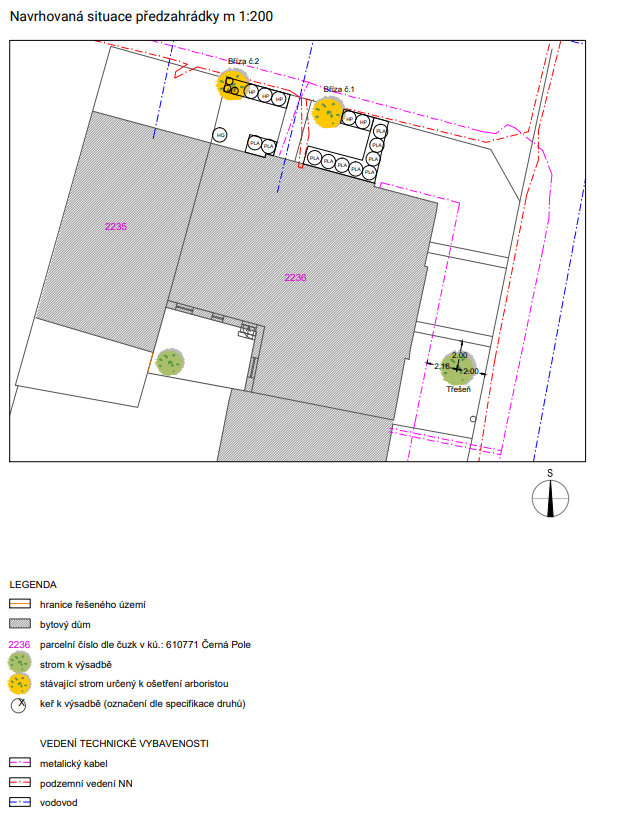 Navrhovaná situace předzahrádky m 1:200
Bříza č.2
Bříza č.1
HP
HP
HP
HP
HP
PLA
HG
PLA
PLA
PLA
PLA
PLA
PLA
PLA
PLA
PLA
PLA
2235
2236
2.00
2.16
2.00
Třešeň
S
LEGENDA
hranice řešeného území
bytový dům
2236 parcelní číslo dle čuzk v kú.: 610771 Černá Pole
strom k výsadbě
stávající strom určený k ošetření arboristou
X keř k výsadbě (označení dle specifikace druhů)
VEDENÍ TECHNICKÉ VYBAVENOSTI
metalický kabel
podzemní vedení NN
vodovod